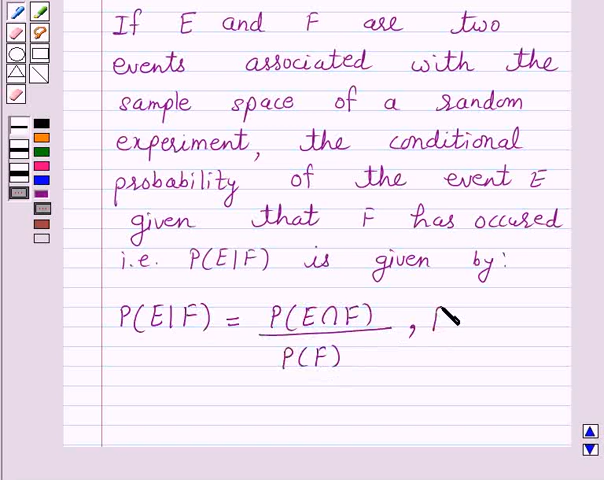 If E and F are two
events associated with the
sample space of a random
experiment, the conditional
probability of the event E
given that F has occured
i.e. P(E|F) is given by:
P(E|F) = P(E∩F) / P(F) ,